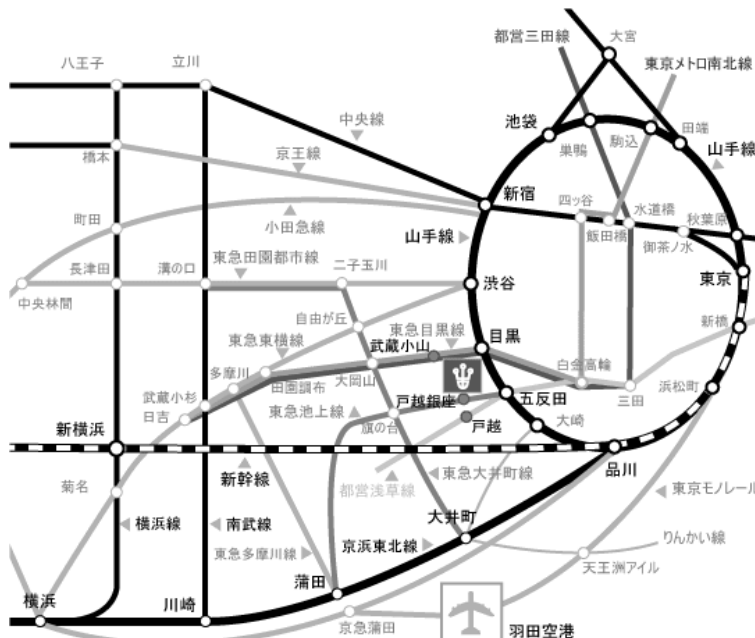 大宮
都営三田線
東京メトロ南北線
八王子
立川
中央線
池袋
巣鴨
駒込
田端
山手線
橋本
京王線
新宿
四ッ谷
飯田橋
水道橋
御茶ノ水
秋葉原
町田
小田急線
山手線
長津田
溝の口
東急田園都市線
二子玉川
渋谷
東京
中央林間
自由が丘
新橋
東急東横線
東急目黒線
目黒
武蔵小山
多摩川
田園調布
大岡山
白金高輪
三田
浜松町
武蔵小杉
日吉
東急池上線
旗の台
戸越銀座
五反田
戸越
大崎
新横浜
新幹線
都営浅草線
東急大井町線
品川
菊名
横浜線
南武線
東急多摩川線
京浜東北線
大井町
東京モノレール
りんかい線
天王洲アイル
蒲田
横浜
川崎
京急蒲田
羽田空港